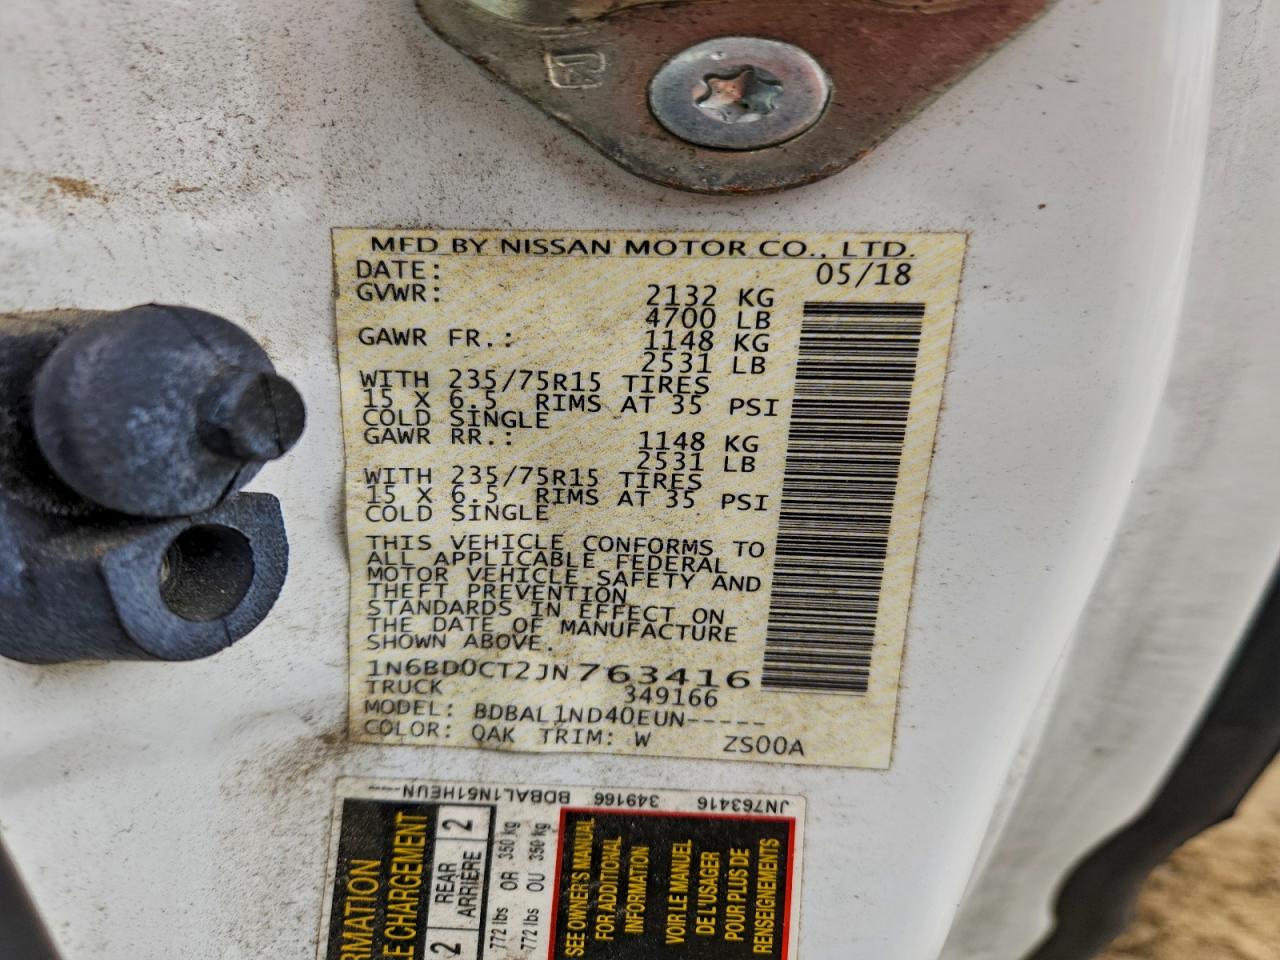 MFD BY NISSAN MOTOR CO., LTD.
DATE: 05/18
GVWR: 2132 KG
4700 LB
GAWR FR.: 1148 KG
2531 LB
WITH 235/75R15 TIRES
15 X 6.5 RIMS AT 35 PSI
COLD SINGLE
GAWR RR.: 1148 KG
2531 LB
WITH 235/75R15 TIRES
15 X 6.5 RIMS AT 35 PSI
COLD SINGLE
THIS VEHICLE CONFORMS TO
ALL APPLICABLE FEDERAL
MOTOR VEHICLE SAFETY AND
THEFT PREVENTION
STANDARDS IN EFFECT ON
THE DATE OF MANUFACTURE
SHOWN ABOVE.
1N6BD0CT2JN763416
TRUCK 349166
MODEL: BDBAL1ND40EUN-----
COLOR: QAK TRIM: W ZS00A
JN763416 349166 BDBAL1N51HEUN----
RMATION
LE CHARGEMENT
2 REAR 2
ARRIÈRE
772 lbs OR 350 kg
772 lbs OU 350 kg
SEE OWNER'S MANUAL
FOR ADDITIONAL
INFORMATION
VOIR LE MANUEL
DE L'USAGER
POUR PLUS DE
RENSEIGNEMENTS